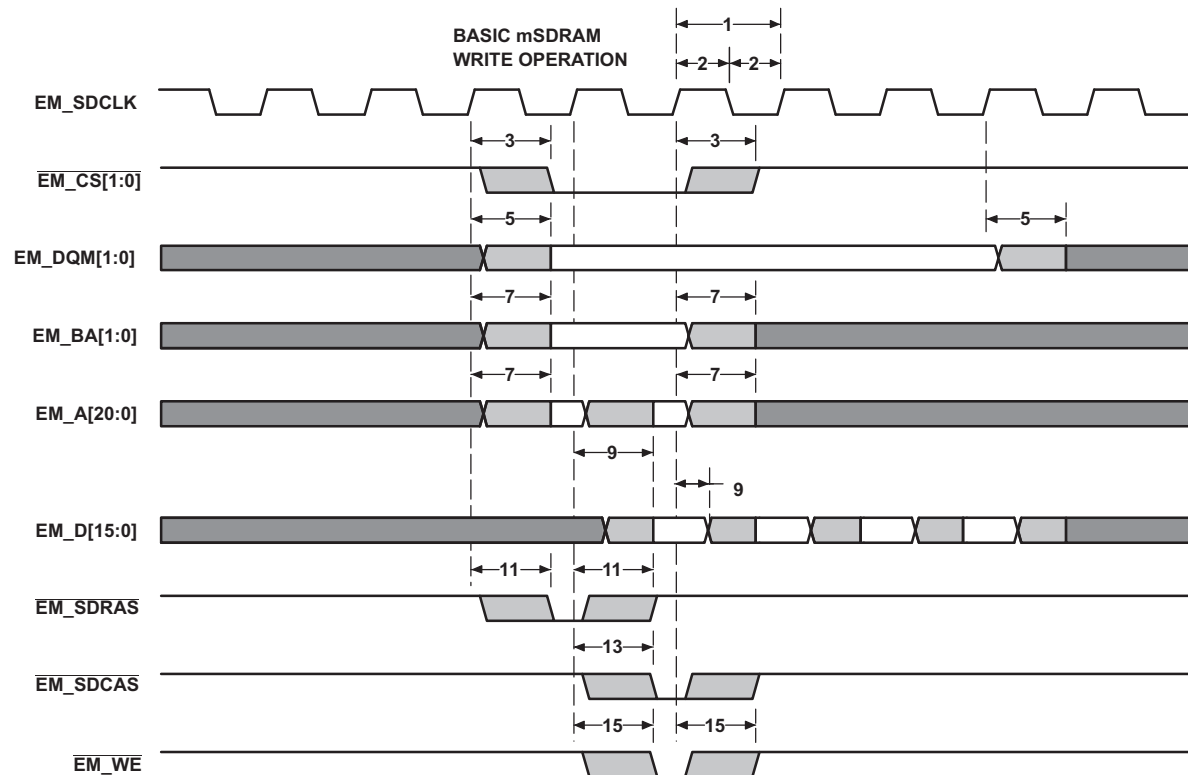 BASIC mSDRAM
WRITE OPERATION
1
2 2
EM_SDCLK
3 3
EM_CS[1:0]
5 5
EM_DQM[1:0]
7 7
EM_BA[1:0]
7 7
EM_A[20:0]
9
9
EM_D[15:0]
11 11
EM_SDRAS
13
EM_SDCAS
15 15
EM_WE